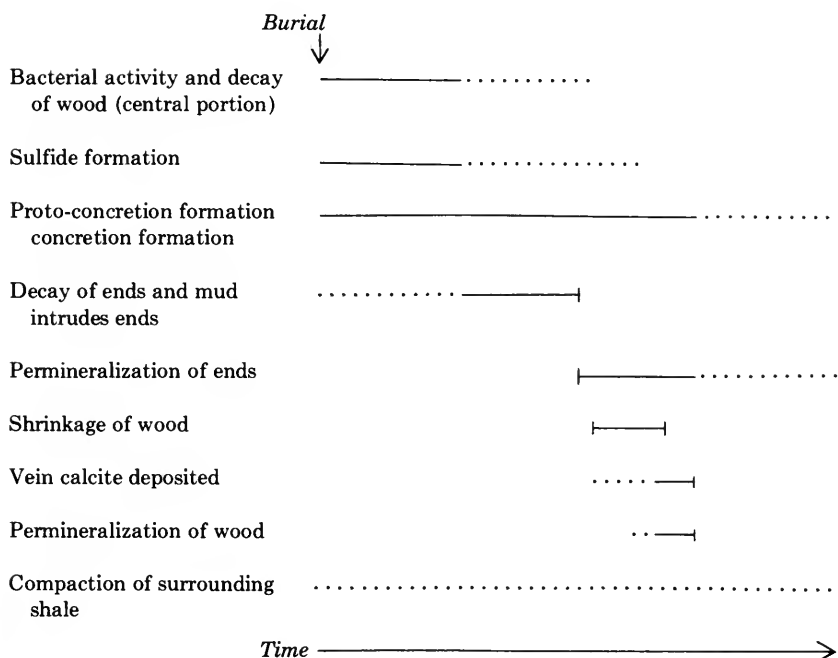 Burial
Bacterial activity and decay
of wood (central portion)
Sulfide formation
Proto-concretion formation
concretion formation
Decay of ends and mud
intrudes ends
Permineralization of ends
Shrinkage of wood
Vein calcite deposited
Permineralization of wood
Compaction of surrounding
shale
Time